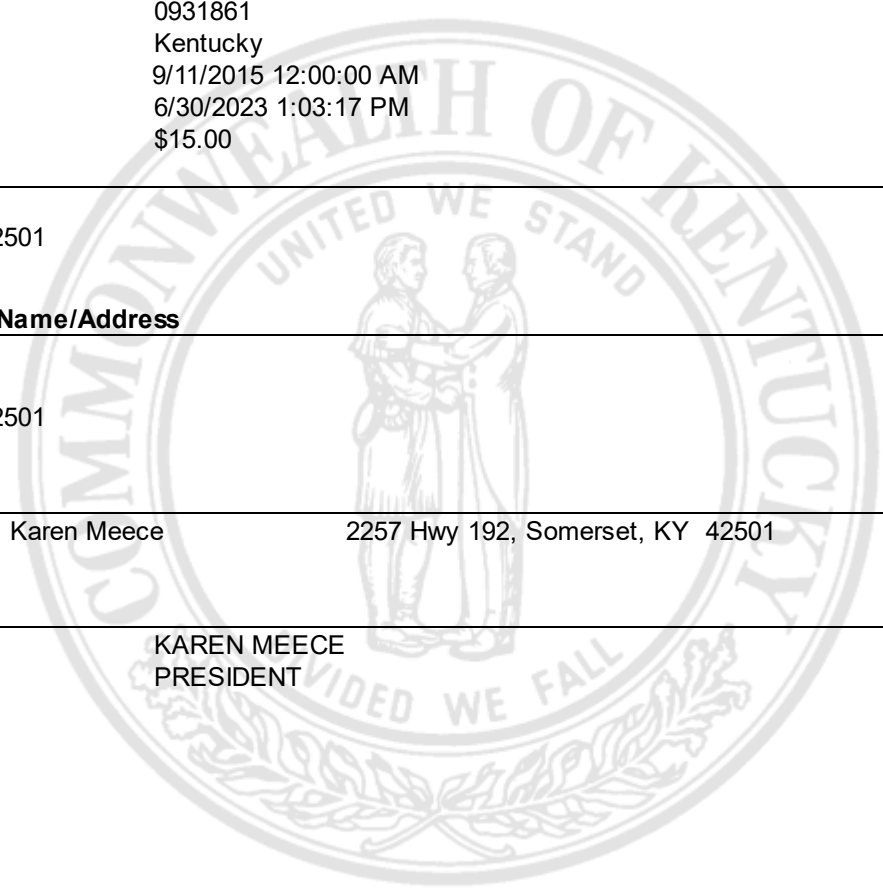 0931861
Kentucky
9/11/2015 12:00:00 AM
6/30/2023 1:03:17 PM
$15.00
COMMONWEALTH OF KENTUCKY
UNITED WE STAND
2501
Name/Address
2501
Karen Meece 2257 Hwy 192, Somerset, KY 42501
KAREN MEECE
PRESIDENT
DIVIDED WE FALL